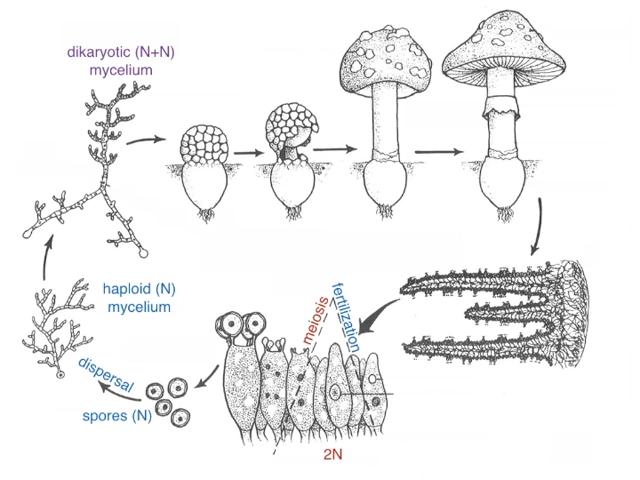 dikaryotic (N+N)
mycelium
haploid (N)
mycelium
dispersal
spores (N)
meiosis
fertilization
2N